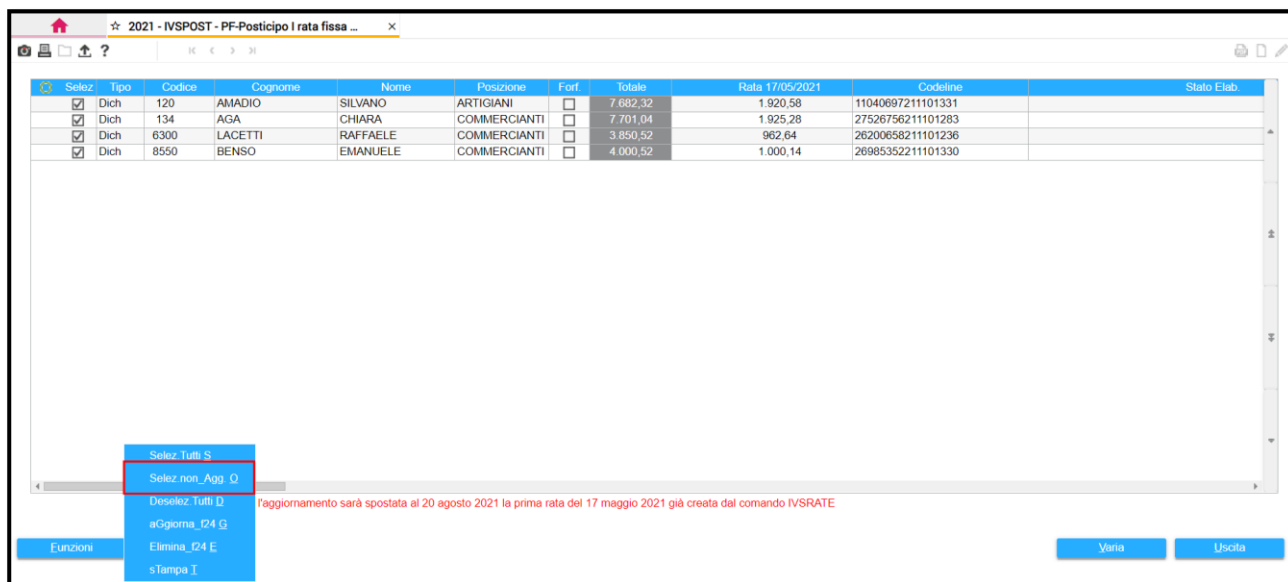 ☆ 2021 - IVSPOST - PF-Posticipo I rata fissa ... ×
?
Selez Tipo Codice Cognome Nome Posizione Forf. Totale Rata 17/05/2021 Codeline Stato Elab.
Dich 120 AMADIO SILVANO ARTIGIANI 7.682,32 1.920,58 11040697211101331
Dich 134 AGA CHIARA COMMERCIANTI 7.701,04 1.925,28 27526756211101283
Dich 6300 LACETTI RAFFAELE COMMERCIANTI 3.850,52 962,64 26200658211101236
Dich 8550 BENSO EMANUELE COMMERCIANTI 4.000,52 1.000,14 26985352211101330
Selez.Tutti S
Selez.non_Agg. O
Deselez.Tutti D
l'aggiornamento sarà spostata al 20 agosto 2021 la prima rata del 17 maggio 2021 già creata dal comando IVSRATE
aGgiorna_f24 G
Funzioni
Elimina_f24 E
Varia
Uscita
sTampa T